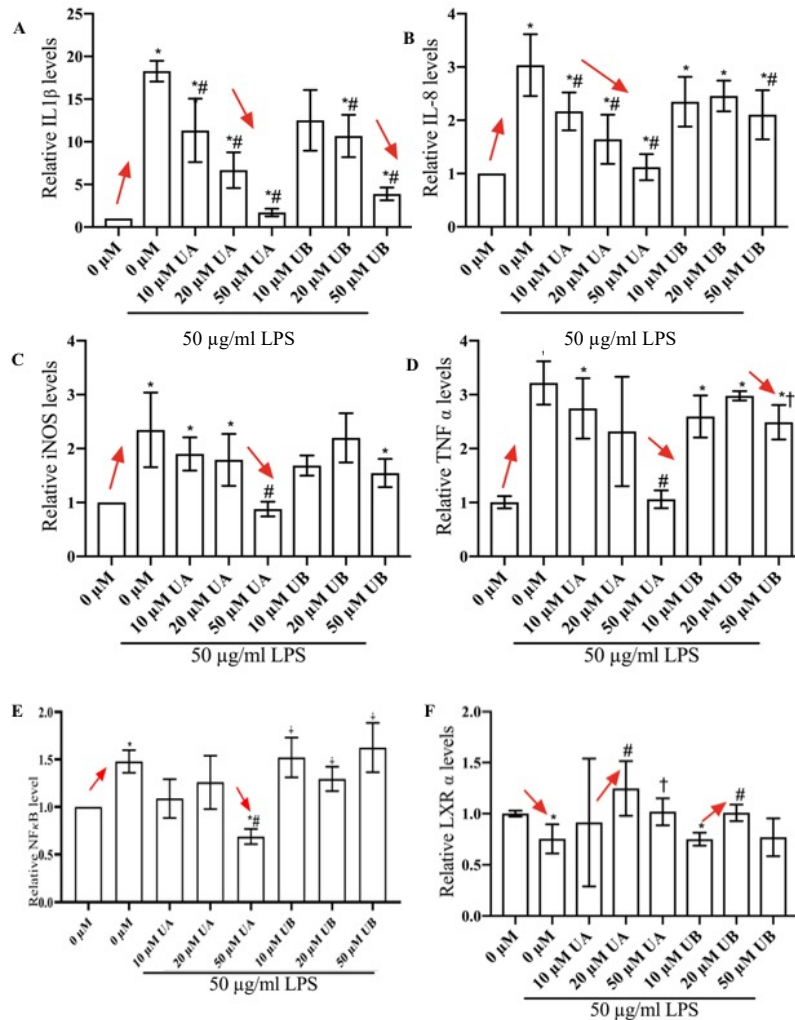 A
Relative IL1β levels
20
15
10
5
0
*
*#
*#
*#
*#
*#
0 µM
0 µM
10 µM UA
20 µM UA
50 µM UA
10 µM UB
20 µM UB
50 µM UB
50 µg/ml LPS
B
Relative IL-8 levels
4
3
2
1
0
*
*#
*#
*#
*
*
*#
0 µM
0 µM
10 µM UA
20 µM UA
50 µM UA
10 µM UB
20 µM UB
50 µM UB
50 µg/ml LPS
C
Relative iNOS levels
4
3
2
1
0
*
*
*
#
*
0 µM
0 µM
10 µM UA
20 µM UA
50 µM UA
10 µM UB
20 µM UB
50 µM UB
50 µg/ml LPS
D
Relative TNF α levels
4
3
2
1
0
*
#
*
*
*†
0 µM
0 µM
10 µM UA
20 µM UA
50 µM UA
10 µM UB
20 µM UB
50 µM UB
50 µg/ml LPS
E
Relative NFκB level
2.0
1.5
1.0
0.5
0.0
*
*#
0 µM
0 µM
10 µM UA
20 µM UA
50 µM UA
10 µM UB
20 µM UB
50 µM UB
50 µg/ml LPS
F
Relative LXR α levels
2.0
1.5
1.0
0.5
0.0
*
#
†
*
#
0 µM
0 µM
10 µM UA
20 µM UA
50 µM UA
10 µM UB
20 µM UB
50 µM UB
50 µg/ml LPS